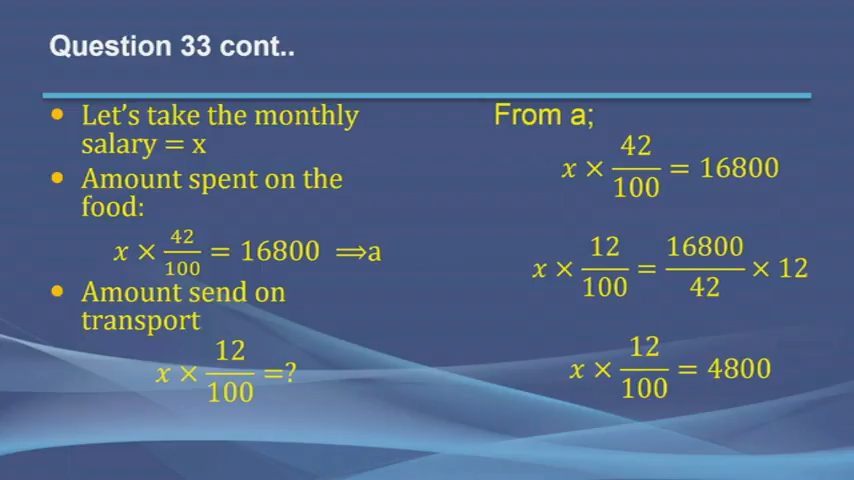 Question 33 cont..
Let's take the monthly
salary = x
Amount spent on the
food:
x × 42/100 = 16800 ⟹a
Amount send on
transport
x × 12/100 =?
From a;
x × 42/100 = 16800
x × 12/100 = 16800/42 × 12
x × 12/100 = 4800